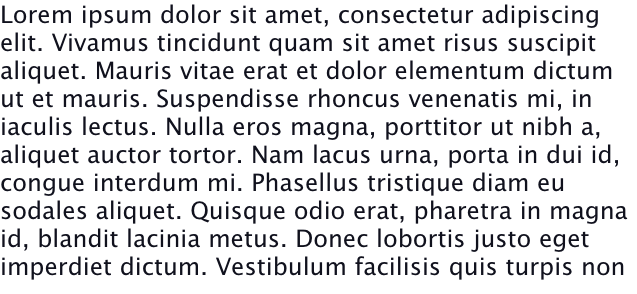 Lorem ipsum dolor sit amet, consectetur adipiscing
elit. Vivamus tincidunt quam sit amet risus suscipit
aliquet. Mauris vitae erat et dolor elementum dictum
ut et mauris. Suspendisse rhoncus venenatis mi, in
iaculis lectus. Nulla eros magna, porttitor ut nibh a,
aliquet auctor tortor. Nam lacus urna, porta in dui id,
congue interdum mi. Phasellus tristique diam eu
sodales aliquet. Quisque odio erat, pharetra in magna
id, blandit lacinia metus. Donec lobortis justo eget
imperdiet dictum. Vestibulum facilisis quis turpis non